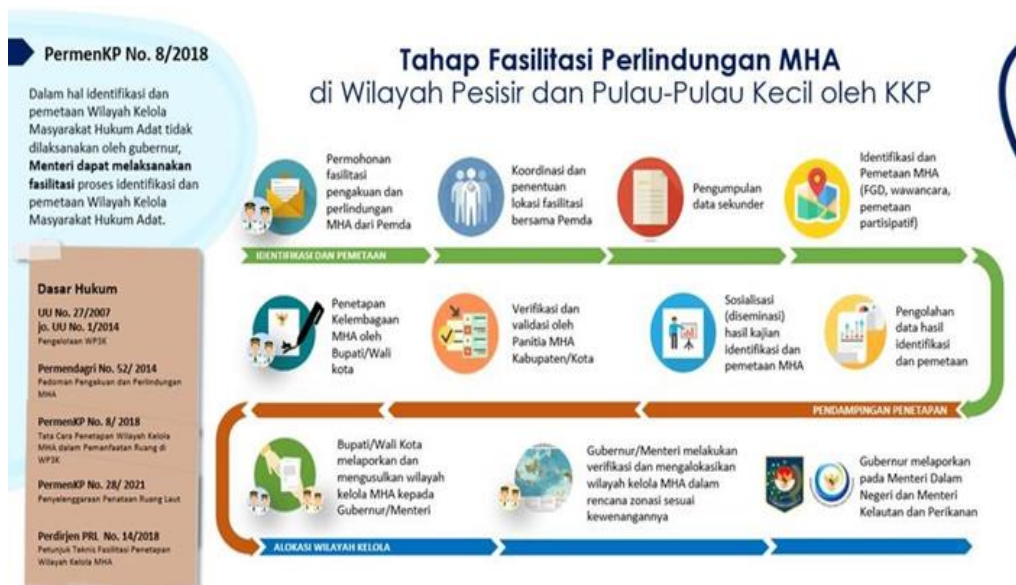 PermenKP No. 8/2018
Dalam hal identifikasi dan
pemetaan Wilayah Kelola
Masyarakat Hukum Adat tidak
dilaksanakan oleh gubernur,
Menteri dapat melaksanakan
fasilitasi proses identifikasi dan
pemetaan Wilayah Kelola
Masyarakat Hukum Adat.
Dasar Hukum
UU No. 27/2007
jo. UU No. 1/2014
Pengelolaan WP3K
Permendagri No. 52/ 2014
Pedoman Pengakuan dan Perlindungan
MHA
PermenKP No. 8/ 2018
Tata Cara Penetapan Wilayah Kelola
MHA dalam Pemanfaatan Ruang di
WP3K
PermenKP No. 28/ 2021
Penyelenggaraan Penataan Ruang Laut
Perdirjen PRL No. 14/2018
Petunjuk Teknis Fasilitasi Penetapan
Wilayah Kelola MHA
Tahap Fasilitasi Perlindungan MHA
di Wilayah Pesisir dan Pulau-Pulau Kecil oleh KKP
Permohonan
fasilitasi
pengakuan dan
perlindungan
MHA dari Pemda
Koordinasi dan
penentuan
lokasi fasilitasi
bersama Pemda
Pengumpulan
data sekunder
Identifikasi dan
Pemetaan MHA
(FGD, wawancara,
pemetaan
partisipatif)
IDENTIFIKASI DAN PEMETAAN
Penetapan
Kelembagaan
MHA oleh
Bupati/Wali
kota
Verifikasi dan
validasi oleh
Panitia MHA
Kabupaten/Kota
Sosialisasi
(diseminasi)
hasil kajian
identifikasi dan
pemetaan MHA
Pengolahan
data hasil
identifikasi
dan pemetaan
PENDAMPINGAN PENETAPAN
Bupati/Wali Kota
melaporkan dan
mengusulkan wilayah
kelola MHA kepada
Gubernur/Menteri
Gubernur/Menteri melakukan
verifikasi dan mengalokasikan
wilayah kelola MHA dalam
rencana zonasi sesuai
kewenangannya
Gubernur melaporkan
pada Menteri Dalam
Negeri dan Menteri
Kelautan dan Perikanan
ALOKASI WILAYAH KELOLA